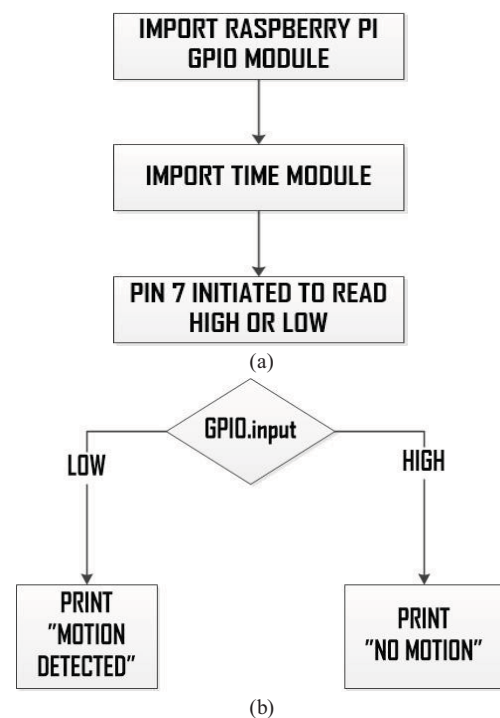 IMPORT RASPBERRY PI
GPIO MODULE
IMPORT TIME MODULE
PIN 7 INITIATED TO READ
HIGH OR LOW
(a)
GPIO.input
LOW
HIGH
PRINT
"MOTION
DETECTED"
PRINT
"NO MOTION"
(b)